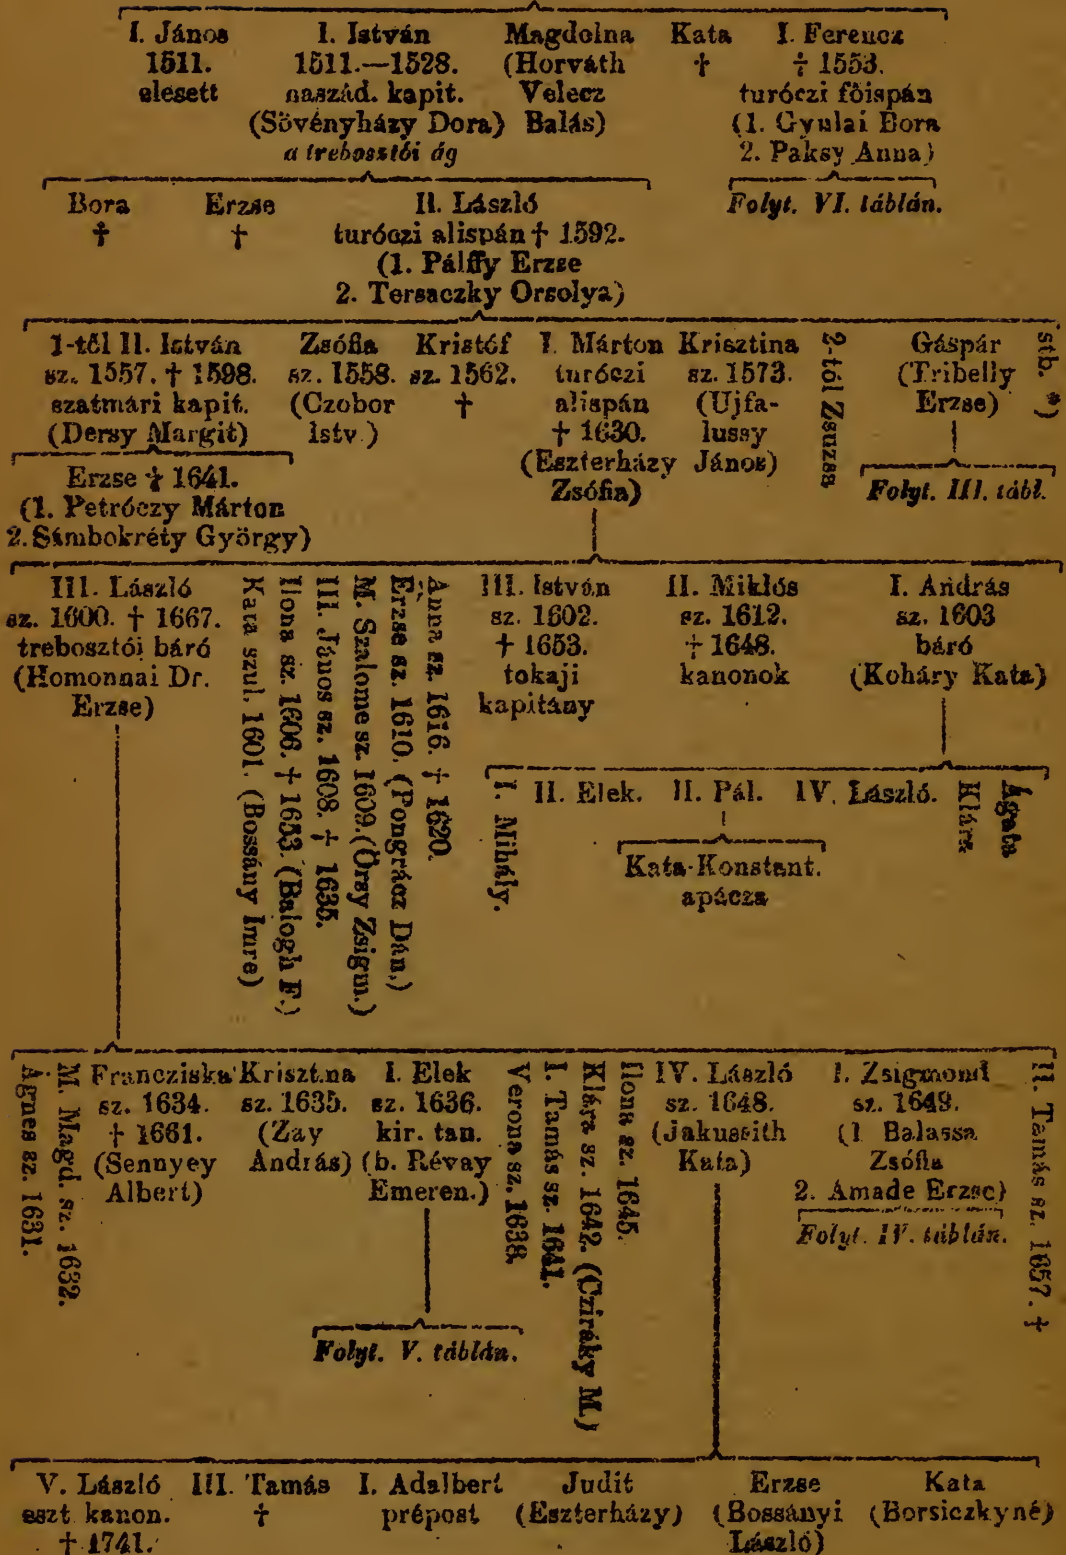 I. János
1511.
elesett
I. István
1511.—1528.
naszád. kapit.
(Sövényházy Dora)
a trebosztói ág
Magdolna
(Horváth
Velecz
Balás)
Kata
†
I. Ferencz
† 1553.
turóczi főispán
(1. Gyulai Bora
2. Paksy Anna)
Folyt. VI. táblán.
Bora
†
Erzse
†
II. László
turóczi alispán † 1592.
(1. Pálffy Erzse
2. Tersaczky Orsolya)
1-től II. István
sz. 1557. † 1598.
szatmári kapit.
(Dersy Margit)
Zsófia
sz. 1558.
(Czobor
Istv.)
Kristóf
sz. 1562.
†
I. Márton
turóczi
alispán
† 1630.
(Eszterházy
Zsófia)
Krisztina
sz. 1573.
(Ujfa-
lussy
János)
2-tól Zsuzsa
Gáspár
(Tribelly
Erzse)
stb. *)
Folyt. III. tábl.
Erzse † 1641.
(1. Petróczy Márton
2. Sámbokréty György)
III. László
sz. 1600. † 1667.
trebosztói báró
(Homonnai Dr.
Erzse)
Kata szul. 1601. (Bossány Imre)
Ilona sz. 1606. † 1633. (Balogh F.)
III. János sz. 1608. † 1635.
M. Szalome sz. 1609. (Örsy Zsigm.)
Erzse sz. 1610. (Pongrácz Dán.)
Anna sz. 1616. † 1620.
III. István
sz. 1602.
† 1653.
tokaji
kapitány
II. Miklós
sz. 1612.
† 1648.
kanonok
I. András
sz. 1603
báró
(Koháry Kata)
I. Mihály.
II. Elek.
II. Pál.
IV. László.
Klára
Ágata
Kata-Konstant.
apácza
Ágnes sz. 1631.
M. Magd. sz. 1632.
Francziska
sz. 1634.
† 1661.
(Sennyey
Albert)
Kriszt.na
sz. 1635.
(Zay
András)
I. Elek
sz. 1636.
kir. tan.
(b. Révay
Emeren.)
Verona sz. 1638.
I. Tamás sz. 1641.
Klára sz. 1642. (Cziráky M.)
Ilona sz. 1645.
IV. László
sz. 1648.
(Jakussith
Kata)
I. Zsigmond
sz. 1649.
(1 Balassa
Zsófia
2. Amade Erzse)
Folyt. IV. táblán.
II. Tamás sz. 1657. †
Folyt. V. táblán.
V. László
eszt kanon.
† 1741.
III. Tamás
†
I. Adalbert
prépost
Judit
(Eszterházy)
Erzse
(Bossányi
László)
Kata
(Borsiczkyné)